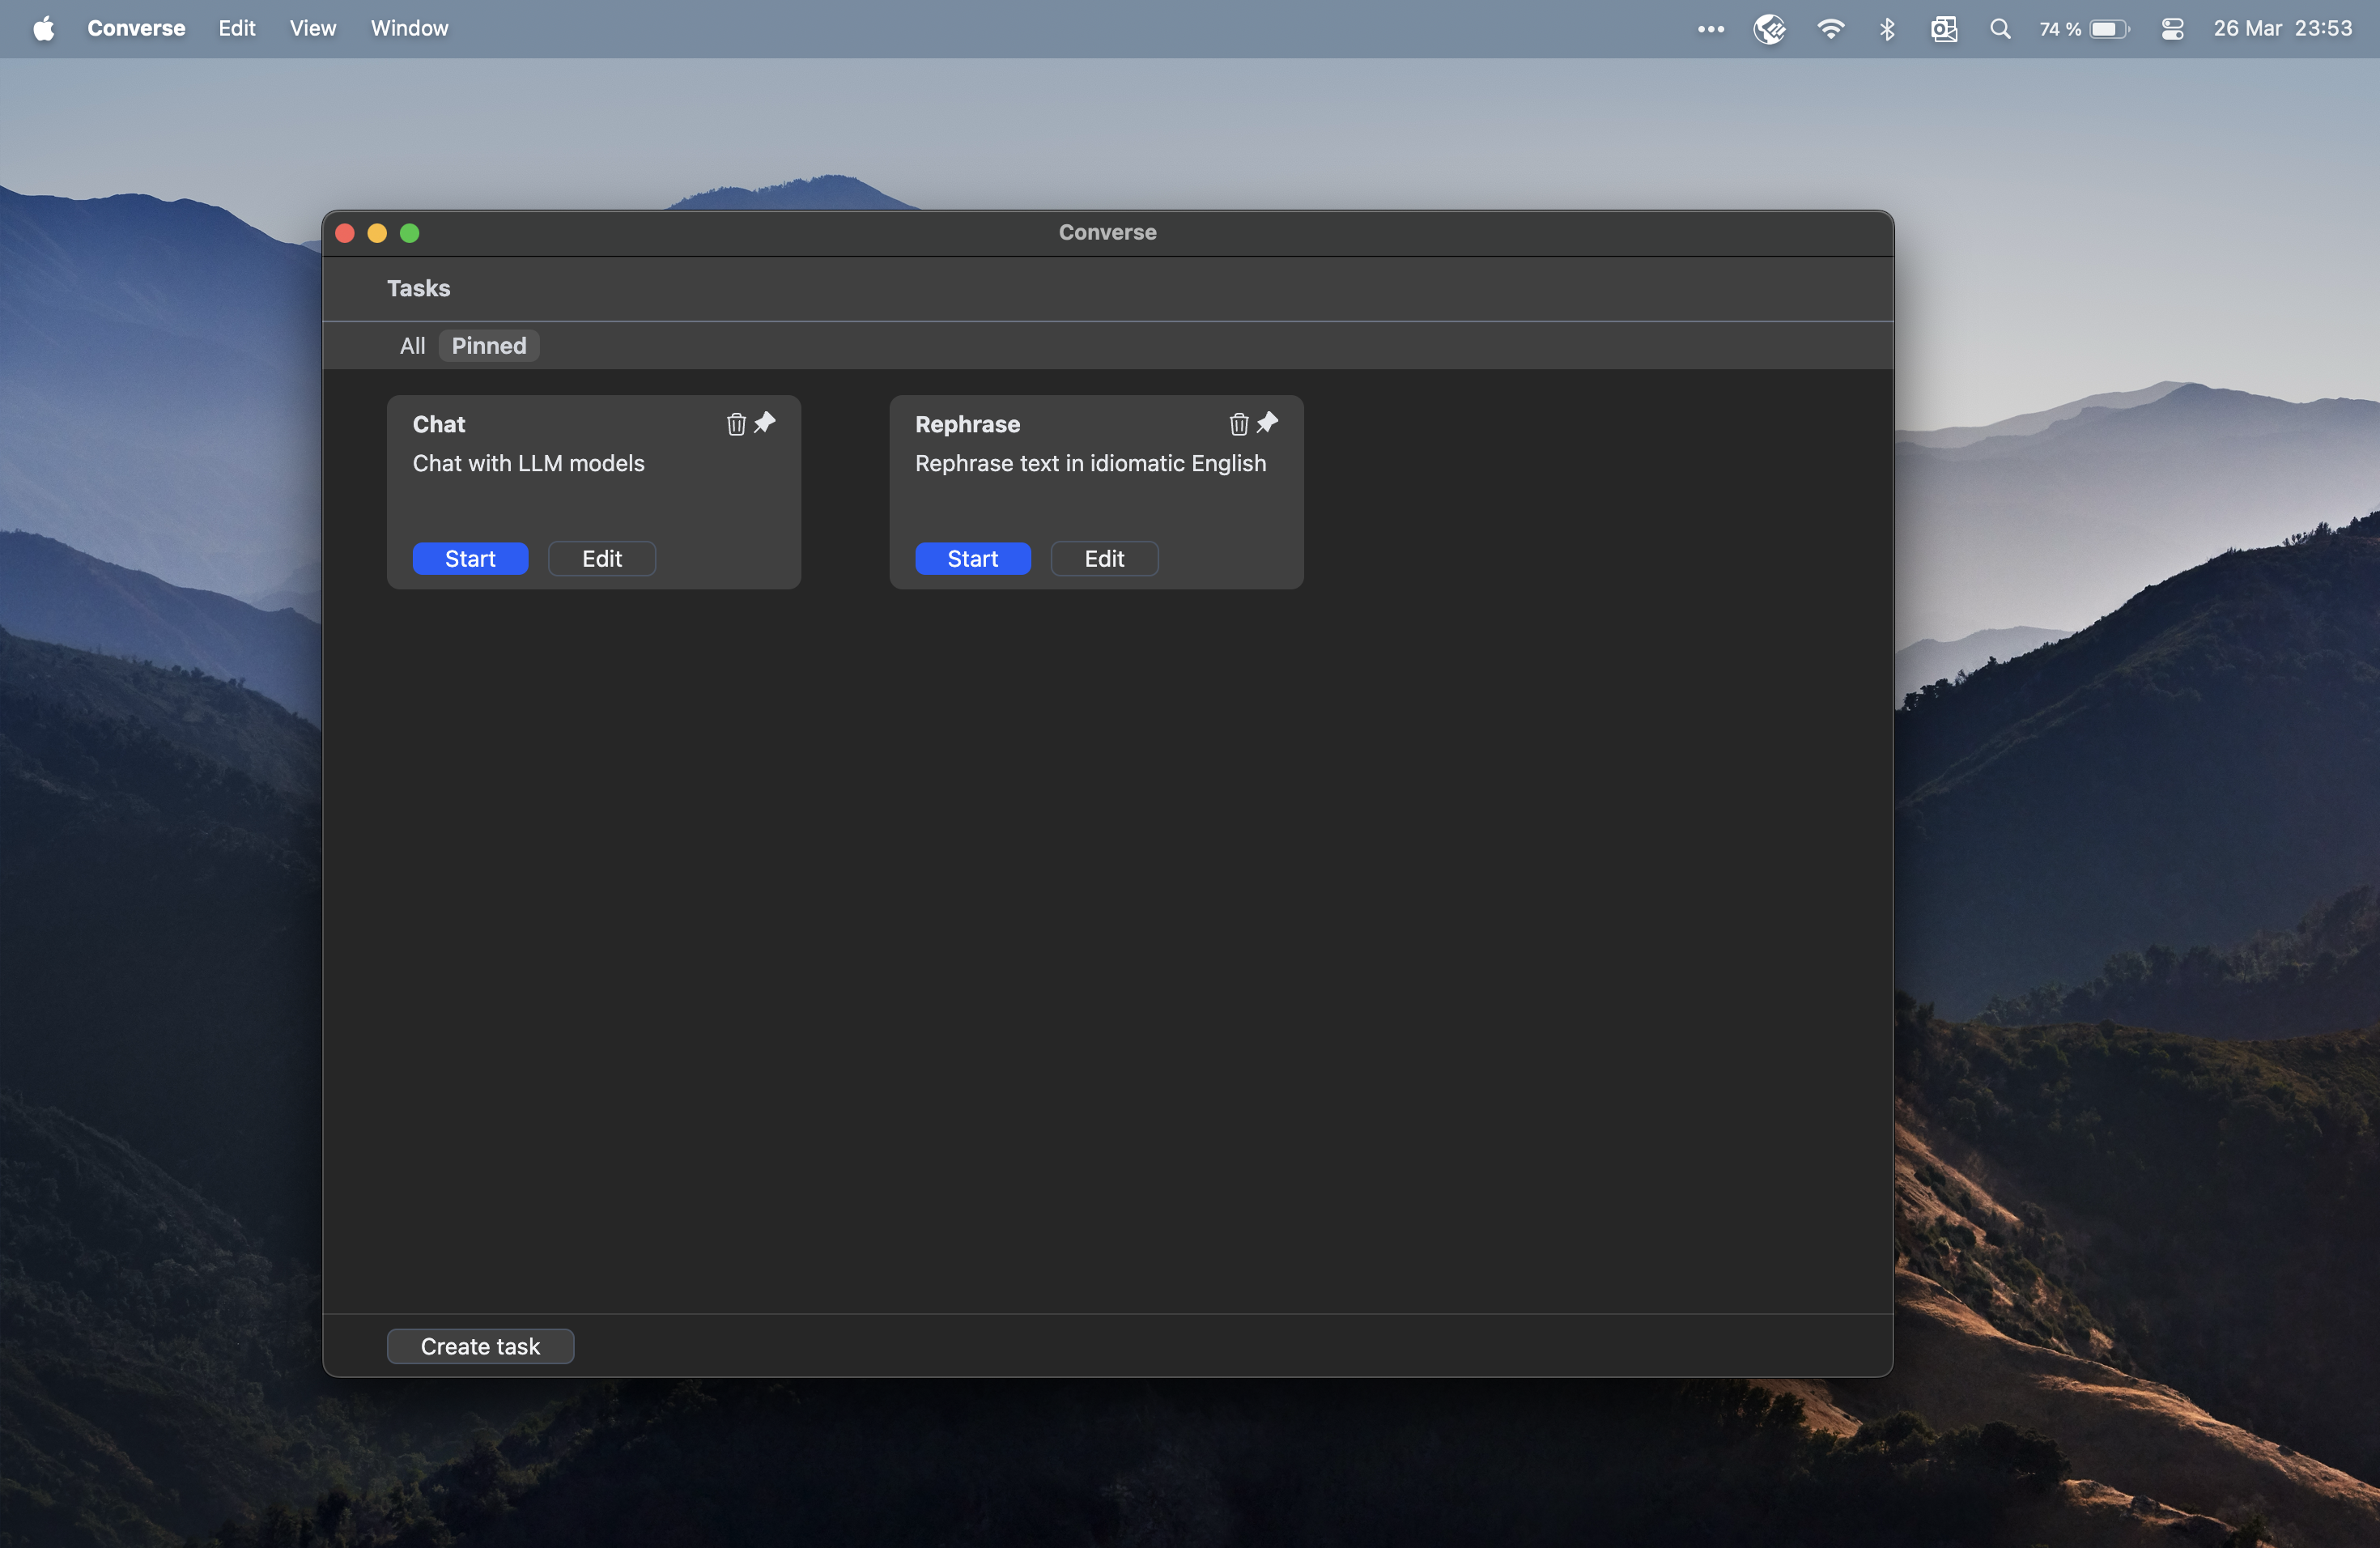 Converse Edit View Window
74 % 26 Mar 23:53
Converse
Tasks
All Pinned
Chat
Chat with LLM models
Start Edit
Rephrase
Rephrase text in idiomatic English
Start Edit
Create task